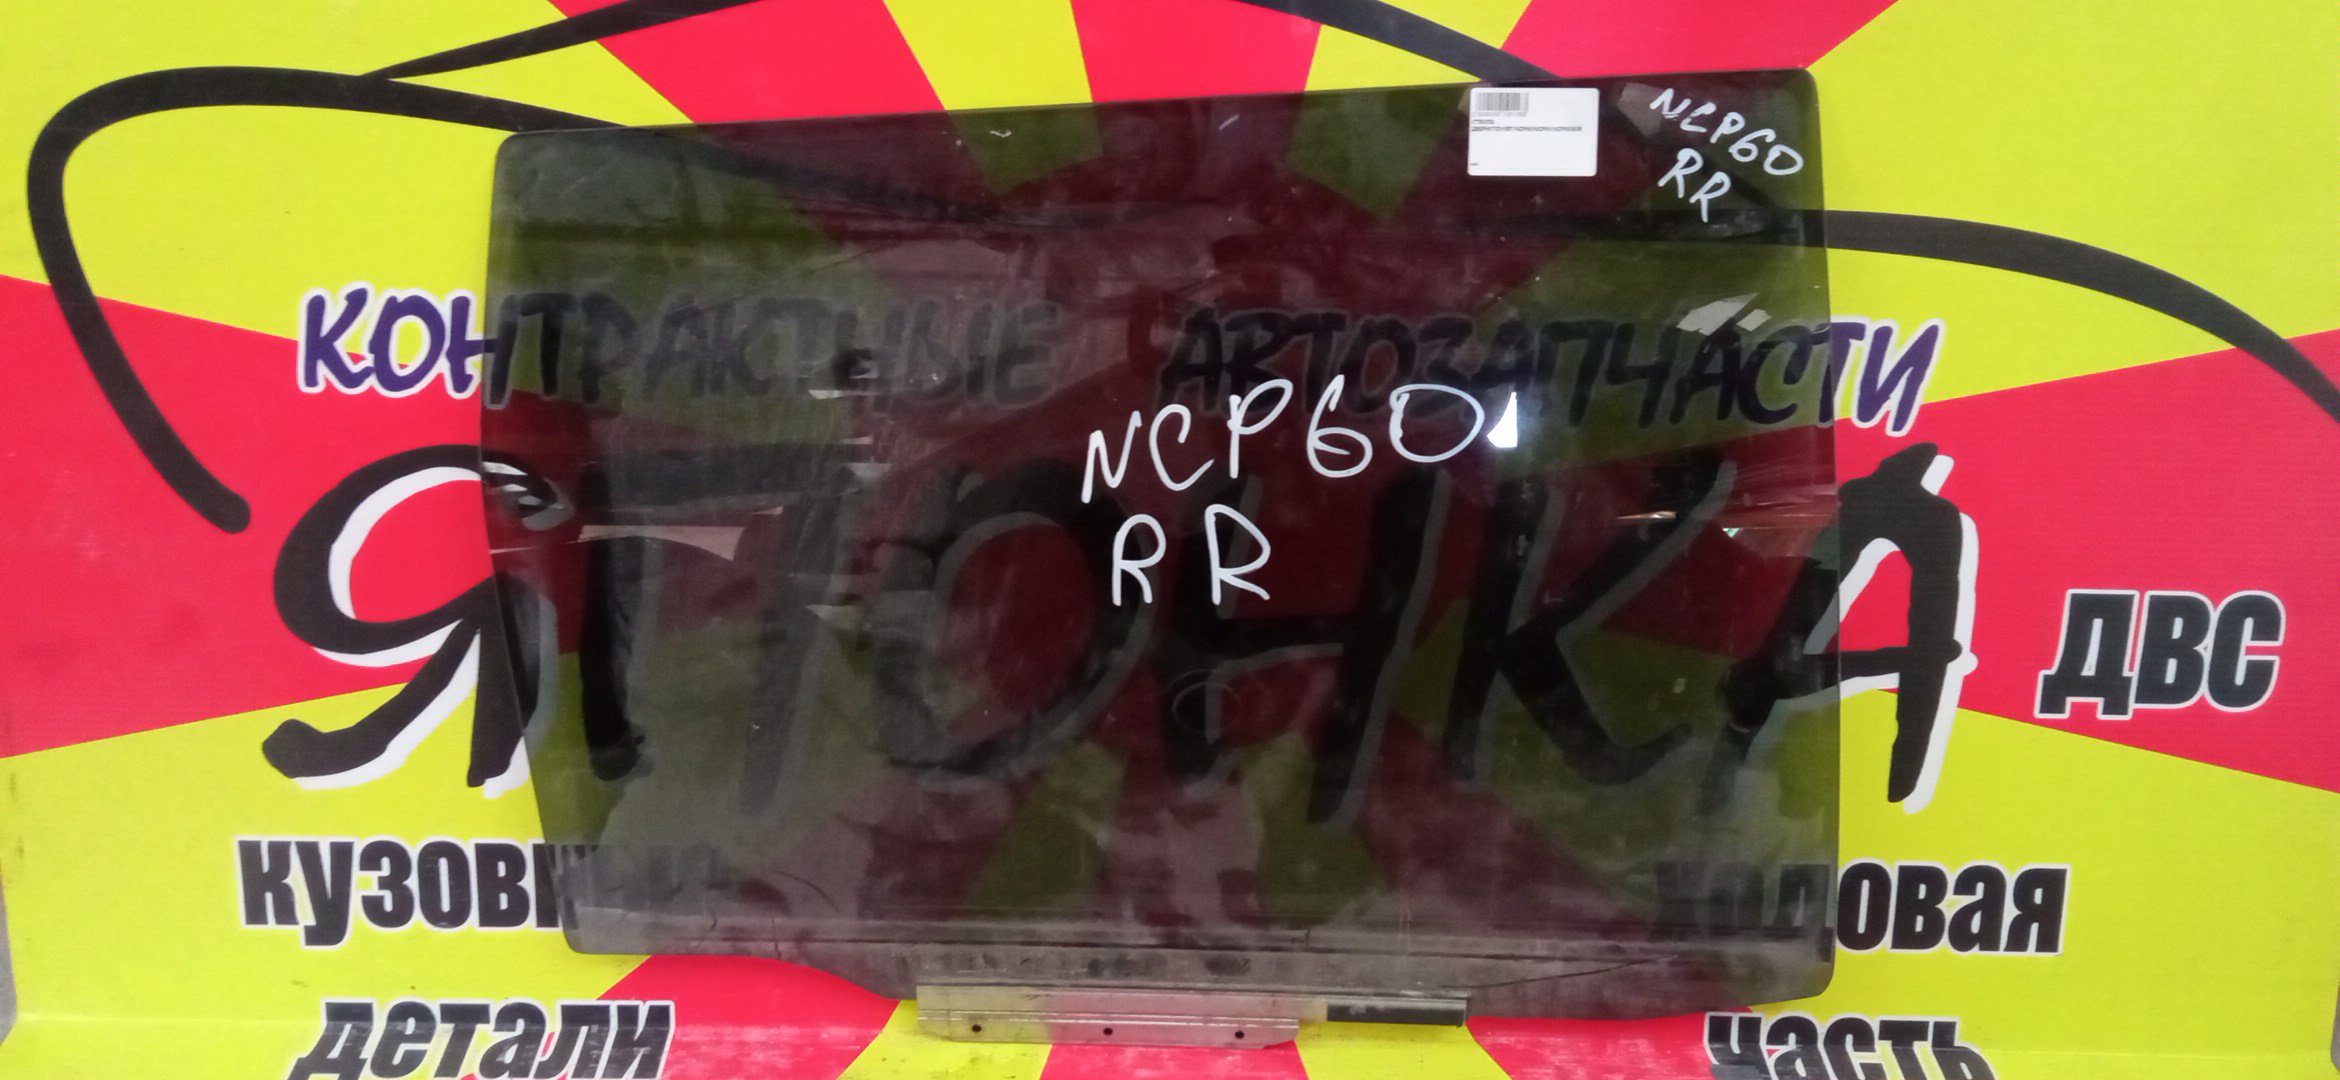 NCP60
RR
КОНТРАКТНЫЕ АВТОЗАПЧАСТИ
NCP60
RR
ЯПОНКА
ДВС
ходовая
детали
часть